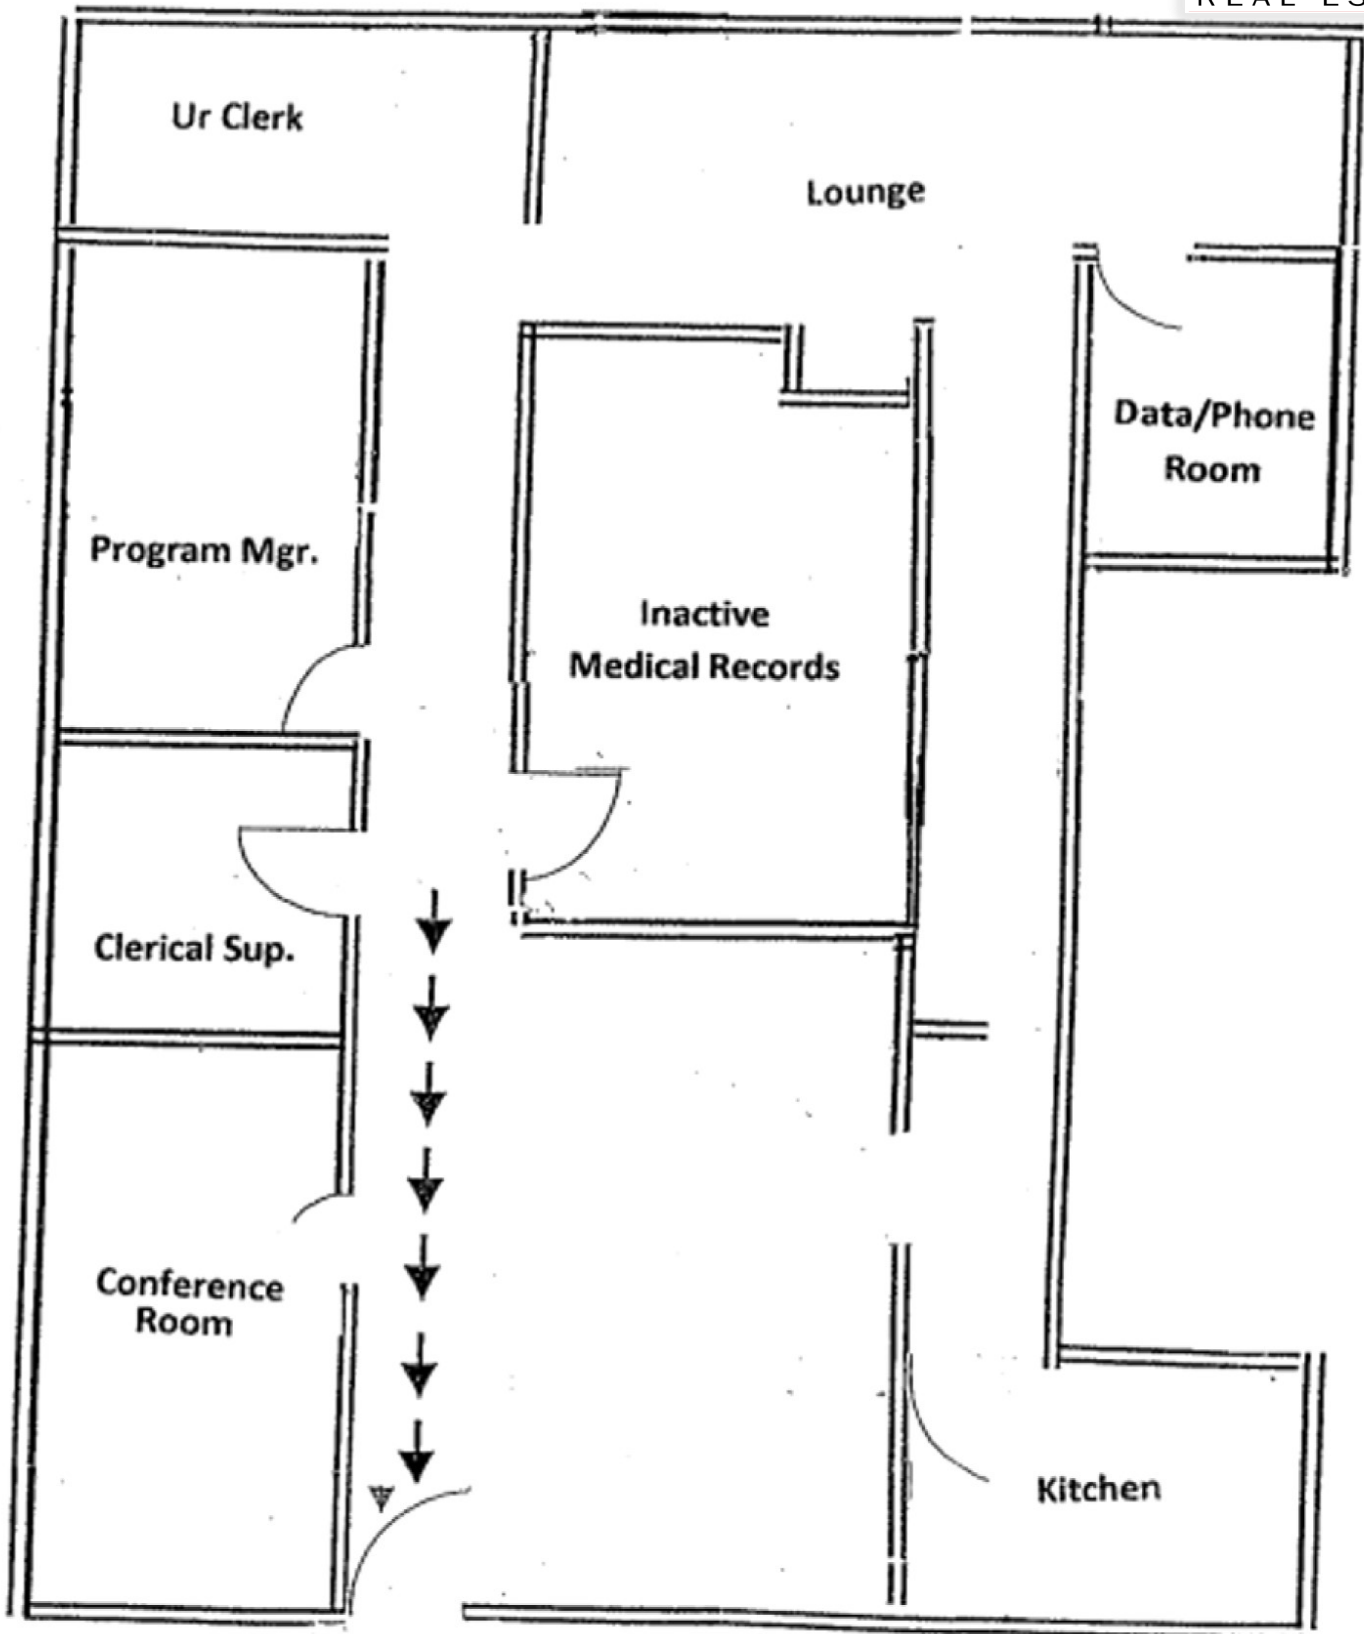 Ur Clerk
Lounge
Data/Phone
Room
Program Mgr.
Inactive
Medical Records
Clerical Sup.
Conference
Room
Kitchen